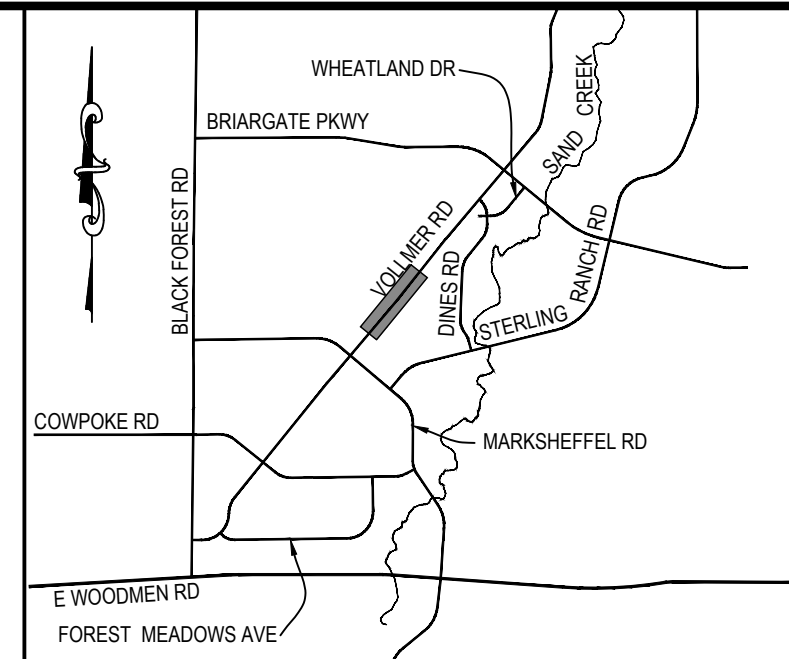 WHEATLAND DR
SAND CREEK
BRIARGATE PKWY
BLACK FOREST RD
VOLLMER RD
DINES RD
STERLING RANCH RD
COWPOKE RD
MARKSHEFFEL RD
E WOODMEN RD
FOREST MEADOWS AVE